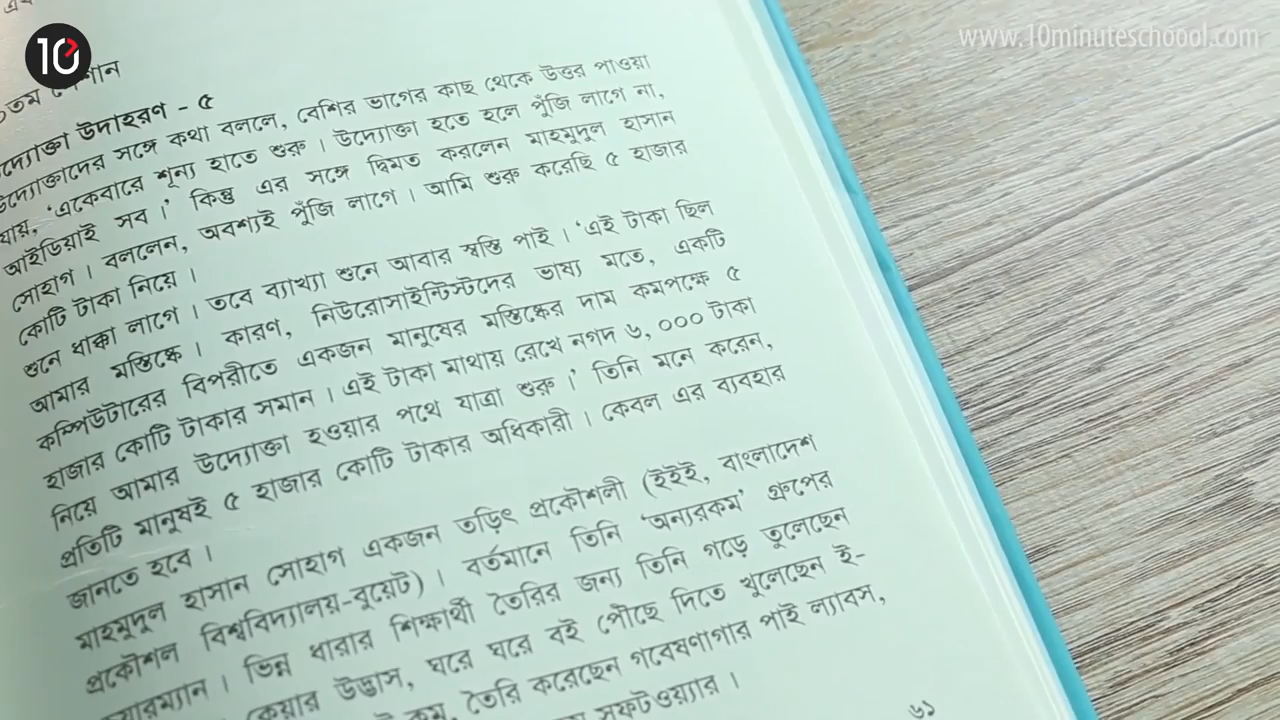 10
www.10minuteschoool.com
উদাহরণ - ৫
উদ্যোক্তাদের সঙ্গে কথা বললে, বেশির ভাগের কাছ থেকে উত্তর পাওয়া
যায়, ‘একেবারে শূন্য হাতে শুরু। উদ্যোক্তা হতে হলে পুঁজি লাগে না,
আইডিয়াই সব।’ কিন্তু এর সঙ্গে দ্বিমত করলেন মাহমুদুল হাসান
সোহাগ। বললেন, অবশ্যই পুঁজি লাগে। আমি শুরু করেছি ৫ হাজার
কোটি টাকা নিয়ে।
শুনে ধাক্কা লাগে। তবে ব্যাখ্যা শুনে আবার স্বস্তি পাই। ‘এই টাকা ছিল
আমার মস্তিষ্কে। কারণ, নিউরোসাইন্টিস্টদের ভাষ্য মতে, একটি
কম্পিউটারের বিপরীতে একজন মানুষের মস্তিষ্কের দাম কমপক্ষে ৫
হাজার কোটি টাকার সমান। এই টাকা মাথায় রেখে নগদ ৬,০০০ টাকা
নিয়ে আমার উদ্যোক্তা হওয়ার পথে যাত্রা শুরু।’ তিনি মনে করেন,
প্রতিটি মানুষই ৫ হাজার কোটি টাকার অধিকারী। কেবল এর ব্যবহার
জানতে হবে।
মাহমুদুল হাসান সোহাগ একজন তড়িৎ প্রকৌশলী (ইইই, বাংলাদেশ
প্রকৌশল বিশ্ববিদ্যালয়-বুয়েট)। বর্তমানে তিনি ‘অন্যরকম’ গ্রুপের
চেয়ারম্যান। ভিন্ন ধারার শিক্ষার্থী তৈরির জন্য তিনি গড়ে তুলেছেন
কেয়ার উদ্ভাস, ঘরে ঘরে বই পৌঁছে দিতে খুলেছেন ই-
কম, তৈরি করেছেন গবেষণাগার পাই ল্যাবস,
সফটওয়্যার।
৬১